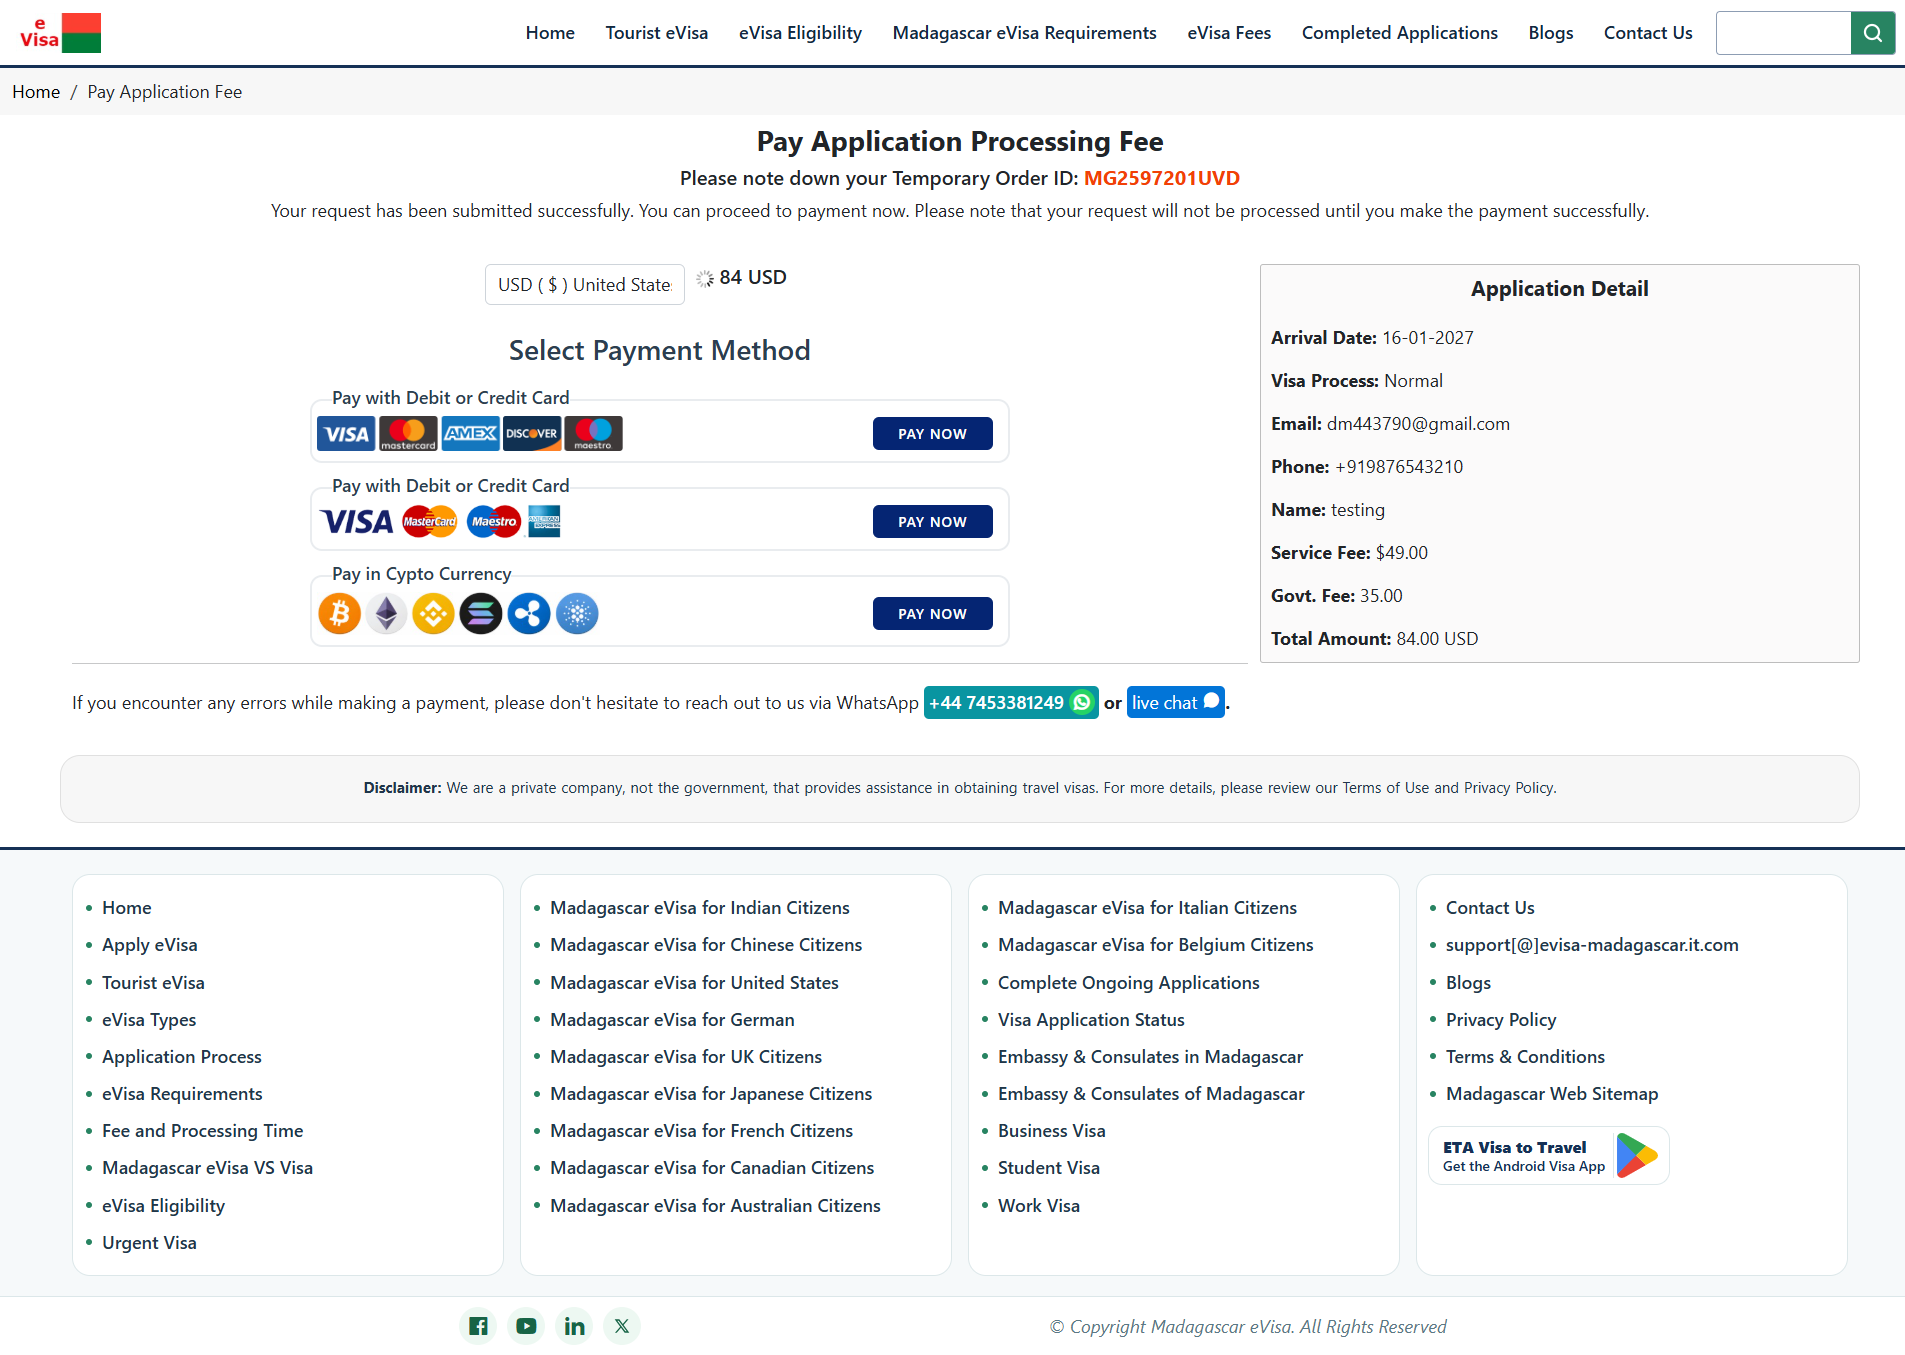 e
Visa
Home
Tourist eVisa
eVisa Eligibility
Madagascar eVisa Requirements
eVisa Fees
Completed Applications
Blogs
Contact Us
Home / Pay Application Fee
Pay Application Processing Fee
Please note down your Temporary Order ID: MG2597201UVD
Your request has been submitted successfully. You can proceed to payment now. Please note that your request will not be processed until you make the payment successfully.
USD ( $ ) United State
84 USD
Select Payment Method
Pay with Debit or Credit Card
VISA mastercard AMEX DISCOVER maestro
PAY NOW
Pay with Debit or Credit Card
VISA MasterCard Maestro AMERICAN EXPRESS
PAY NOW
Pay in Cypto Currency
PAY NOW
Application Detail
Arrival Date: 16-01-2027
Visa Process: Normal
Email: dm443790@gmail.com
Phone: +919876543210
Name: testing
Service Fee: $49.00
Govt. Fee: 35.00
Total Amount: 84.00 USD
If you encounter any errors while making a payment, please don't hesitate to reach out to us via WhatsApp +44 7453381249 or live chat .
Disclaimer: We are a private company, not the government, that provides assistance in obtaining travel visas. For more details, please review our Terms of Use and Privacy Policy.
Home
Apply eVisa
Tourist eVisa
eVisa Types
Application Process
eVisa Requirements
Fee and Processing Time
Madagascar eVisa VS Visa
eVisa Eligibility
Urgent Visa
Madagascar eVisa for Indian Citizens
Madagascar eVisa for Chinese Citizens
Madagascar eVisa for United States
Madagascar eVisa for German
Madagascar eVisa for UK Citizens
Madagascar eVisa for Japanese Citizens
Madagascar eVisa for French Citizens
Madagascar eVisa for Canadian Citizens
Madagascar eVisa for Australian Citizens
Madagascar eVisa for Italian Citizens
Madagascar eVisa for Belgium Citizens
Complete Ongoing Applications
Visa Application Status
Embassy & Consulates in Madagascar
Embassy & Consulates of Madagascar
Business Visa
Student Visa
Work Visa
Contact Us
support[@]evisa-madagascar.it.com
Blogs
Privacy Policy
Terms & Conditions
Madagascar Web Sitemap
ETA Visa to Travel
Get the Android Visa App
© Copyright Madagascar eVisa. All Rights Reserved